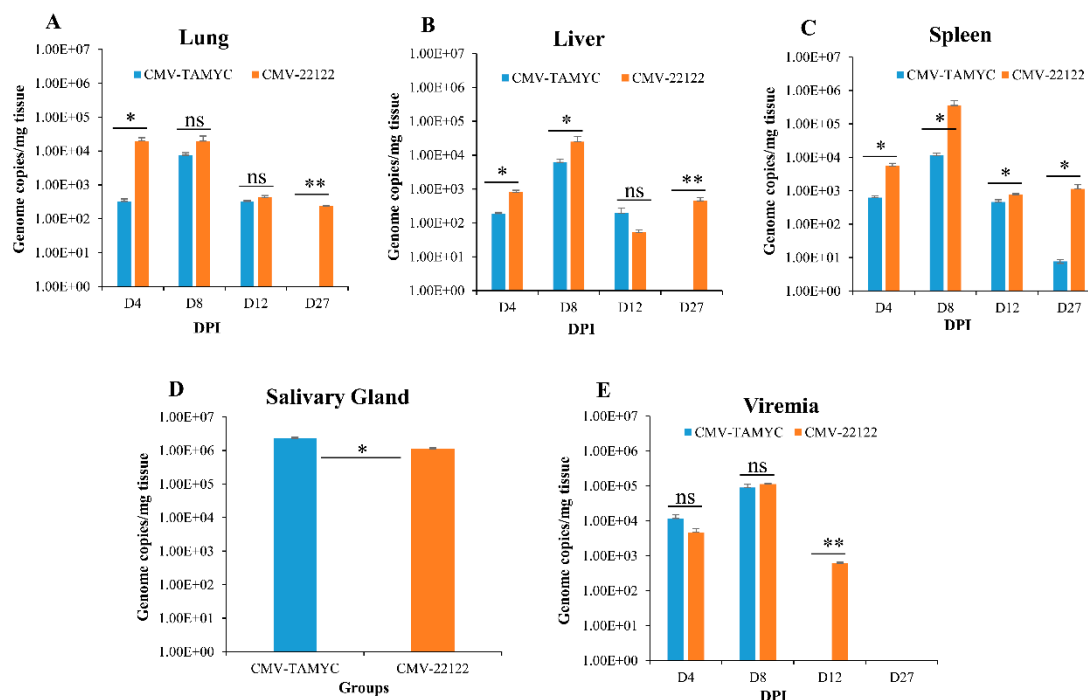 A
Lung
1.00E+07
1.00E+06
1.00E+05
1.00E+04
1.00E+03
1.00E+02
1.00E+01
1.00E+00
Genome copies/mg tissue
CMV-TAMYC CMV-22122
* ns ns **
D4 D8 D12 D27
DPI
B
Liver
1.00E+07
1.00E+06
1.00E+05
1.00E+04
1.00E+03
1.00E+02
1.00E+01
1.00E+00
Genome copies/mg tissue
CMV-TAMYC CMV-22122
* * ns **
D4 D8 D12 D27
DPI
C
Spleen
1.00E+07
1.00E+06
1.00E+05
1.00E+04
1.00E+03
1.00E+02
1.00E+01
1.00E+00
Genome copies/mg tissue
CMV-TAMYC CMV-22122
* * * *
D4 D8 D12 D27
DPI
D
Salivary Gland
1.00E+07
1.00E+06
1.00E+05
1.00E+04
1.00E+03
1.00E+02
1.00E+01
1.00E+00
Genome copies/mg tissue
*
CMV-TAMYC CMV-22122
Groups
E
Viremia
1.00E+07
1.00E+06
1.00E+05
1.00E+04
1.00E+03
1.00E+02
1.00E+01
1.00E+00
Genome copies/mg tissue
CMV-TAMYC CMV-22122
ns ns **
D4 D8 D12 D27
DPI